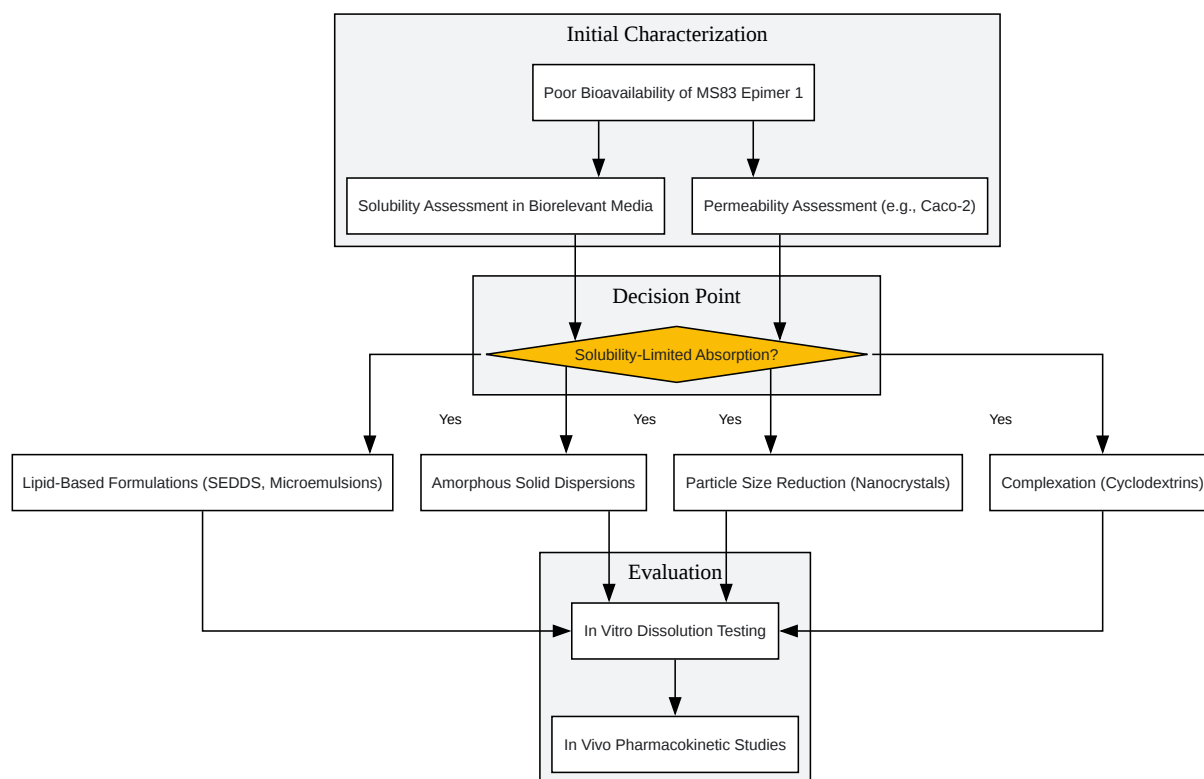 Initial Characterization
Poor Bioavailability of MS83 Epimer 1
Solubility Assessment in Biorelevant Media
Permeability Assessment (e.g., Caco-2)
Decision Point
Solubility-Limited Absorption?
Yes
Yes
Yes
Yes
Lipid-Based Formulations (SEDDS, Microemulsions)
Amorphous Solid Dispersions
Particle Size Reduction (Nanocrystals)
Complexation (Cyclodextrins)
Evaluation
In Vitro Dissolution Testing
In Vivo Pharmacokinetic Studies